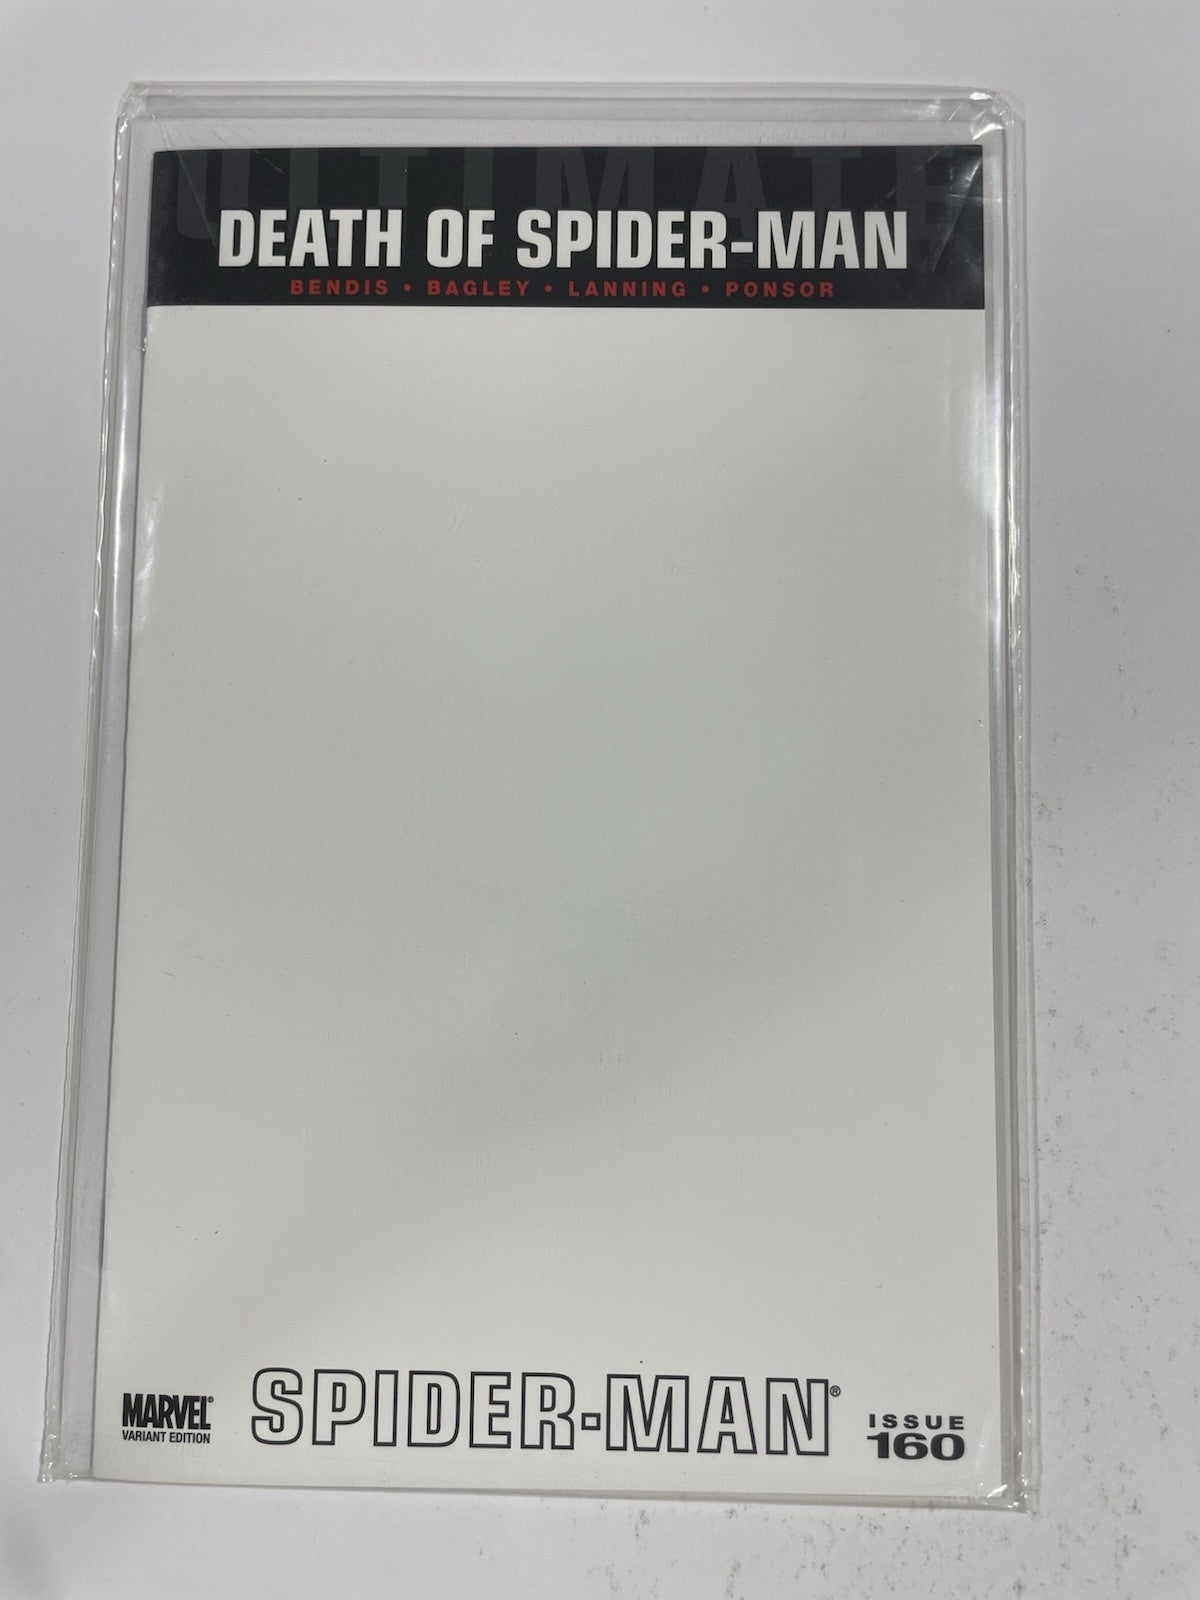 ULTIMATE
DEATH OF SPIDER-MAN
BENDIS • BAGLEY • LANNING • PONSOR
SPIDER-MAN®
MARVEL®
VARIANT EDITION
ISSUE
160